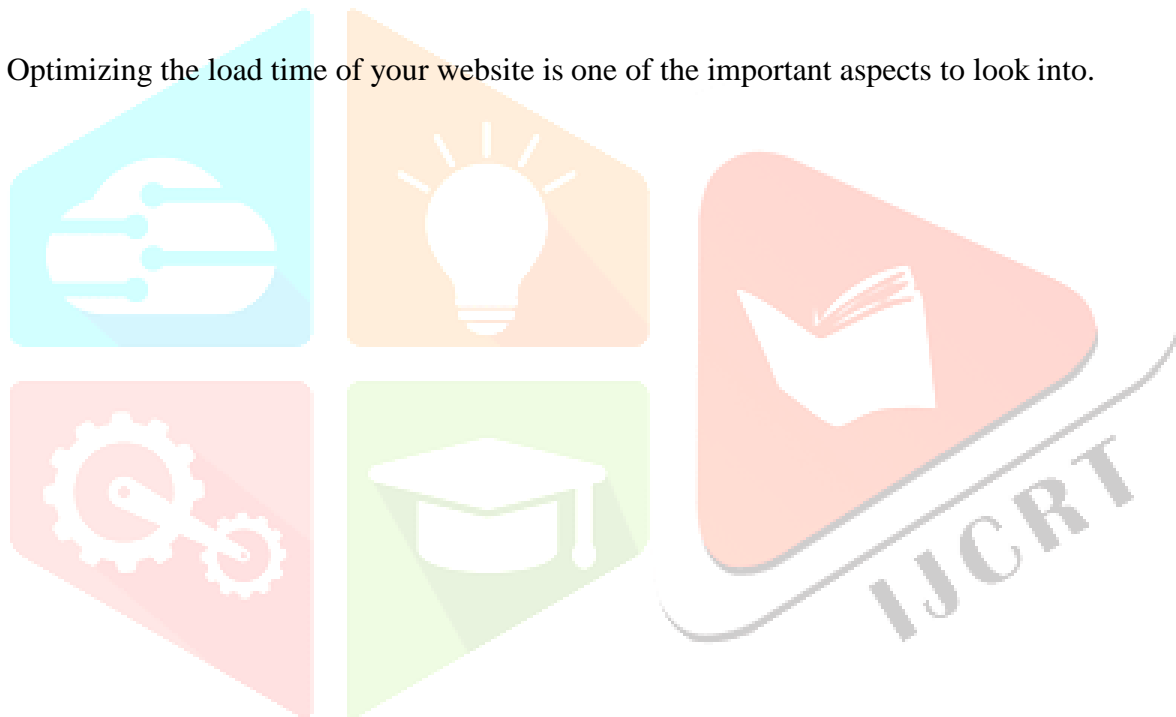 Optimizing the load time of your website is one of the important aspects to look into.
IJCRT